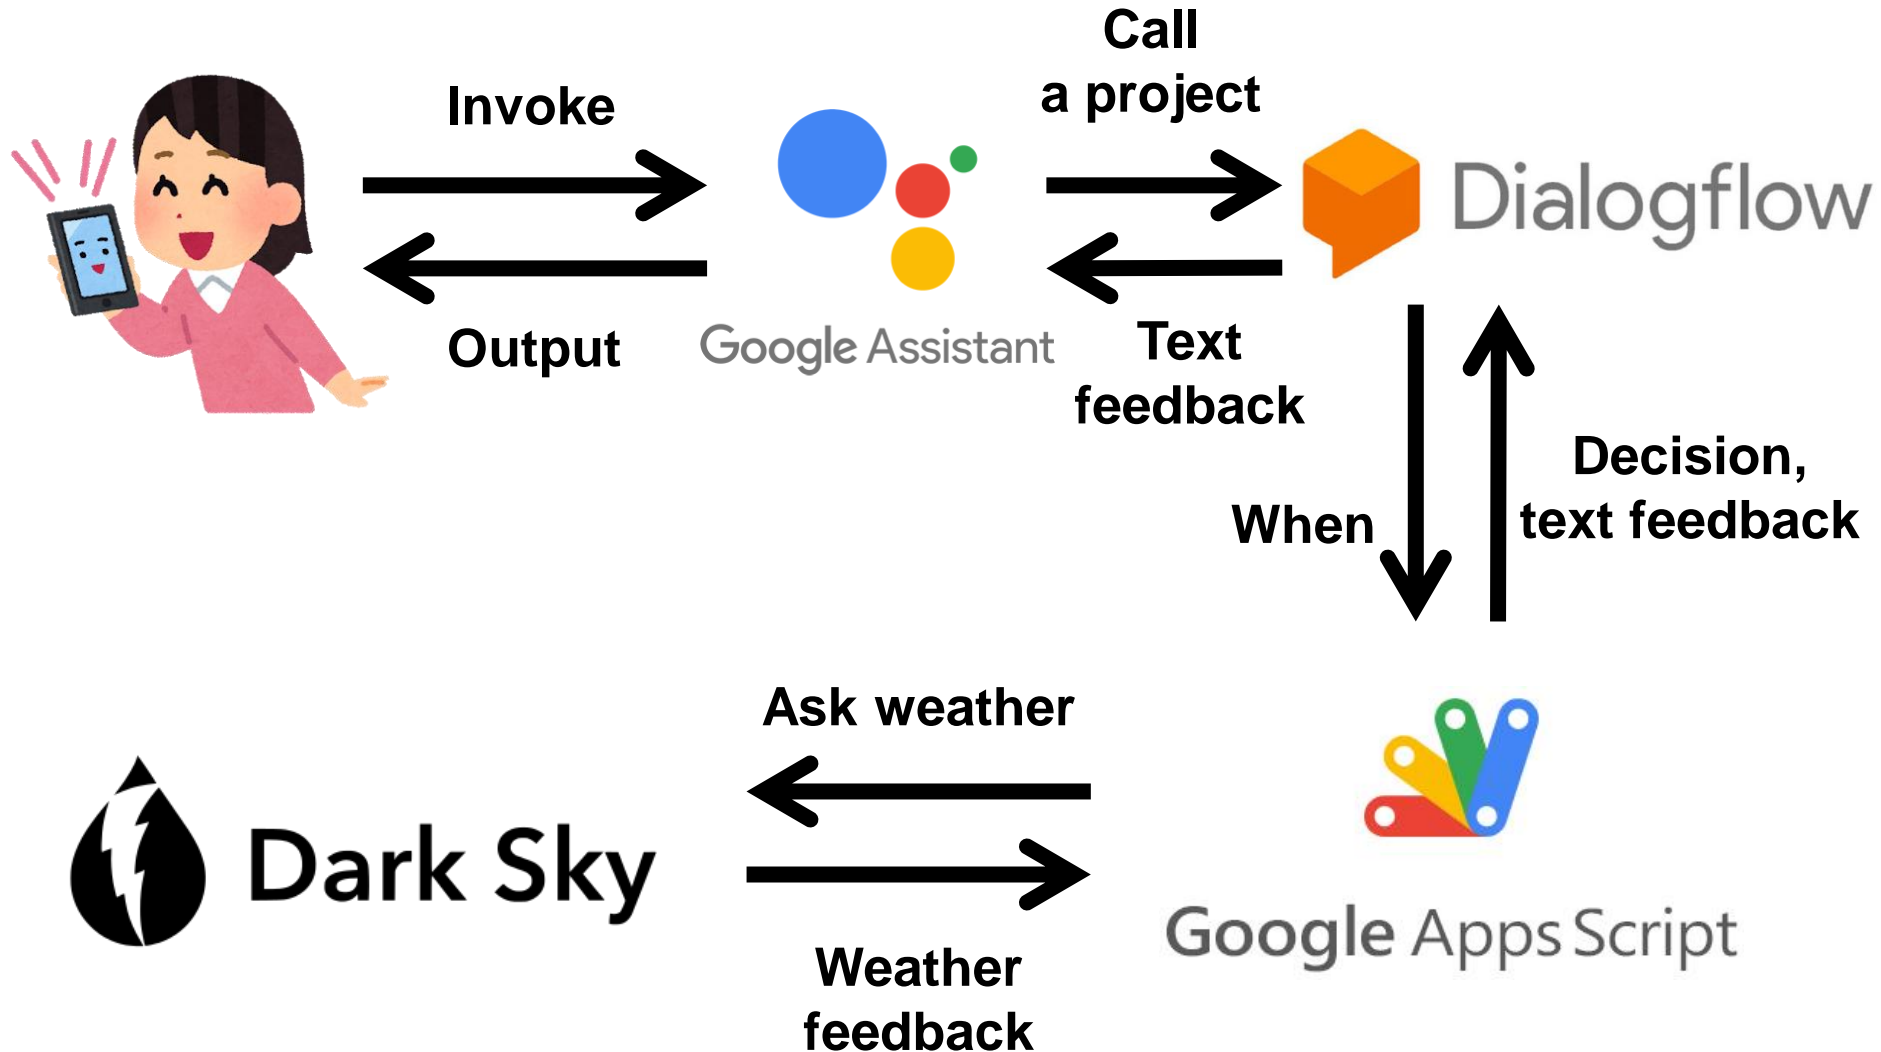 Call
a project
Invoke
Dialogflow
Output
Google Assistant
Text
feedback
When
Decision,
text feedback
Ask weather
Dark Sky
Google Apps Script
Weather
feedback